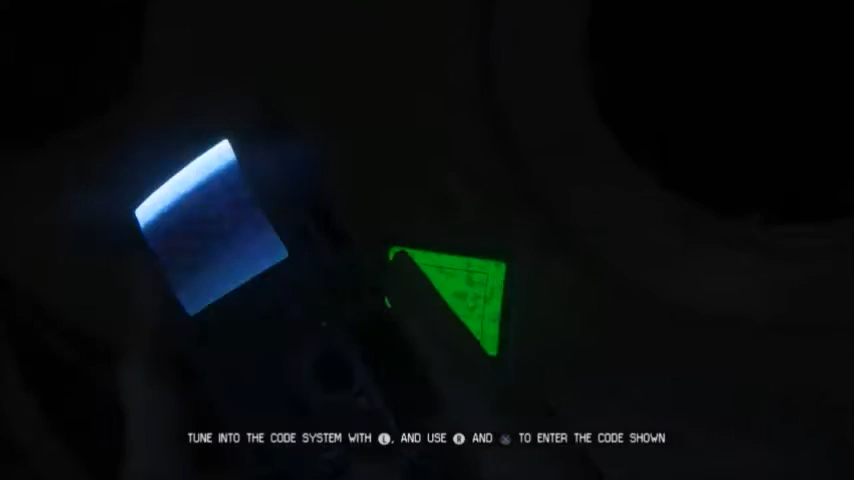 TUNE INTO THE CODE SYSTEM WITH L, AND USE R AND X TO ENTER THE CODE SHOWN